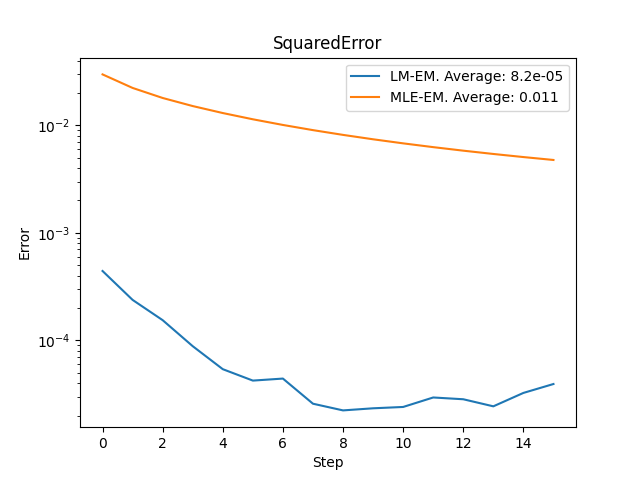 SquaredError
LM-EM. Average: 8.2e-05
MLE-EM. Average: 0.011
10⁻²
10⁻³
10⁻⁴
Error
0 2 4 6 8 10 12 14
Step